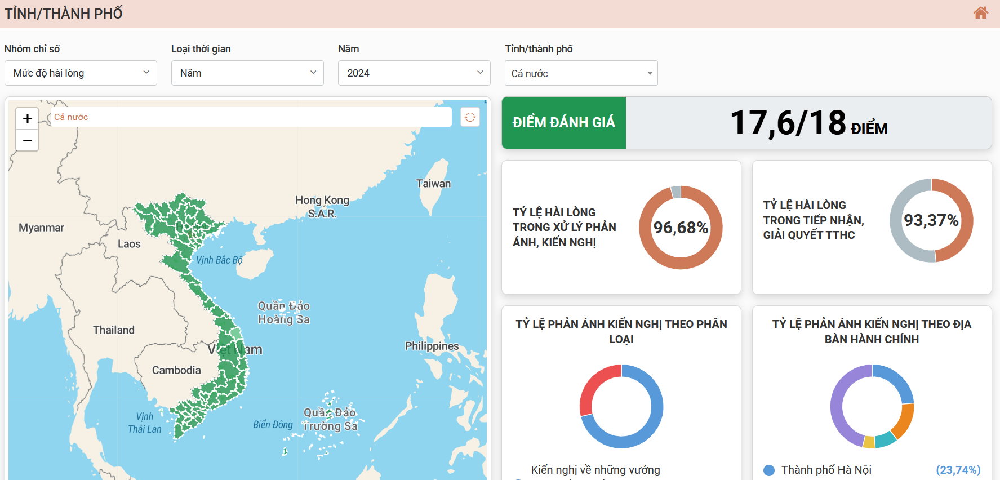 TỈNH/THÀNH PHỐ
Nhóm chỉ số
Loại thời gian
Năm
Tỉnh/thành phố
Mức độ hài lòng
Năm
2024
Cả nước
+
−
Cả nước
Myanmar
Laos
Thailand
Cambodia
Việt Nam
Hong Kong
S.A.R.
Taiwan
Philippines
Vịnh Bắc Bộ
Quần Đảo
Hoàng Sa
Vịnh
Thái Lan
Biển Đông
Quần Đảo
Trường Sa
ĐIỂM ĐÁNH GIÁ
17,6/18 ĐIỂM
TỶ LỆ HÀI LÒNG
TRONG XỬ LÝ PHẢN
ÁNH, KIẾN NGHỊ
96,68%
TỶ LỆ HÀI LÒNG
TRONG TIẾP NHẬN,
GIẢI QUYẾT TTHC
93,37%
TỶ LỆ PHẢN ÁNH KIẾN NGHỊ THEO PHÂN
LOẠI
Kiến nghị về những vướng
TỶ LỆ PHẢN ÁNH KIẾN NGHỊ THEO ĐỊA
BÀN HÀNH CHÍNH
Thành phố Hà Nội (23,74%)